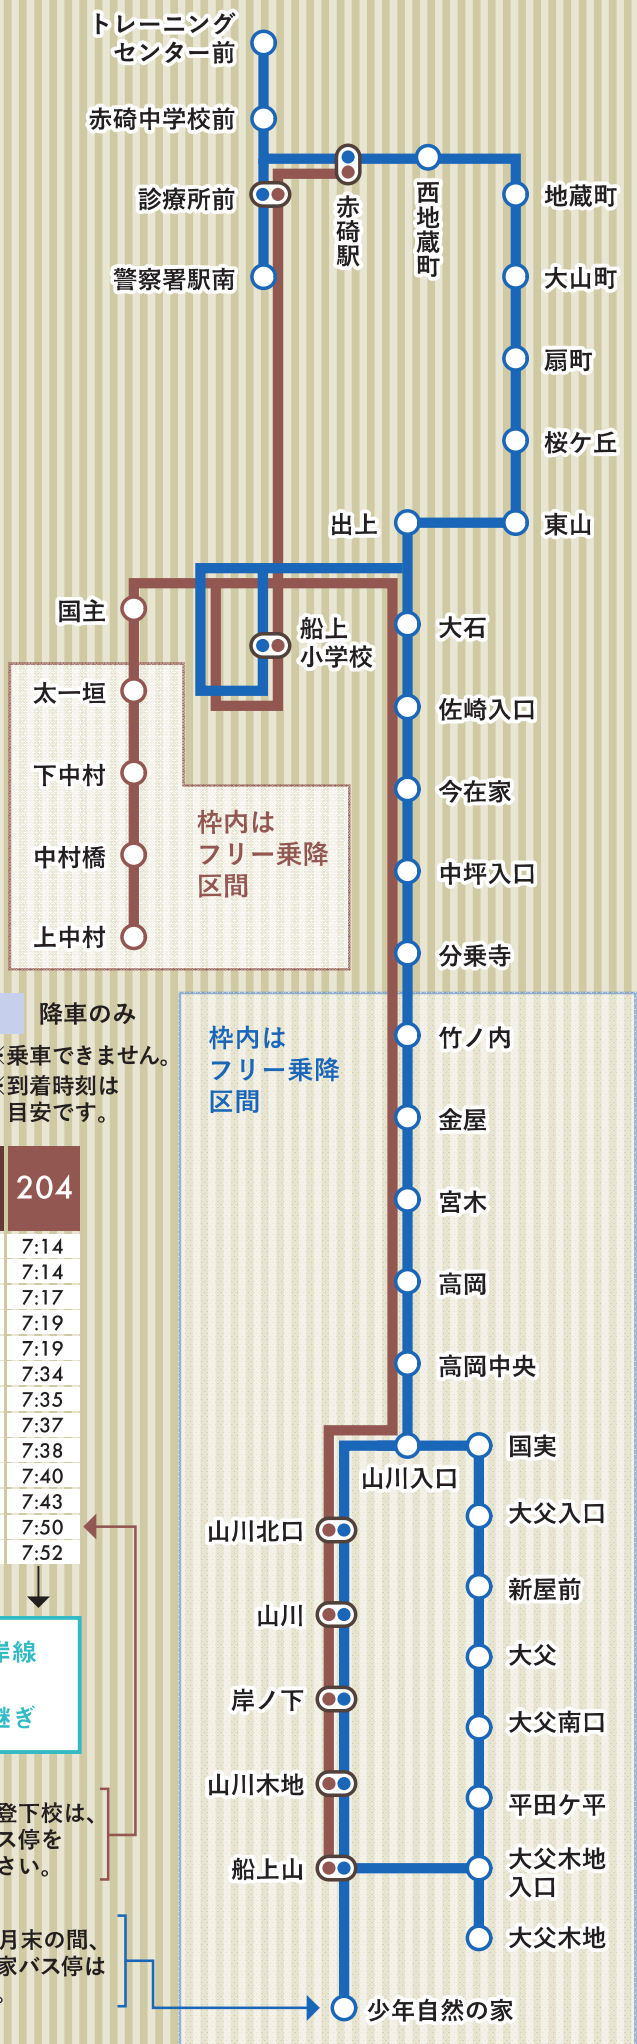 トレーニング
センター前
赤碕中学校前
診療所前
警察署駅南
赤碕駅
西地蔵町
地蔵町
大山町
扇町
桜ケ丘
東山
出上
国主
船上
小学校
大石
太一垣
佐崎入口
下中村
今在家
枠内は
フリー乗降
区間
中村橋
中坪入口
上中村
分乗寺
降車のみ
※乗車できません。
※到着時刻は
目安です。
枠内は
フリー乗降
区間
竹ノ内
金屋
宮木
高岡
高岡中央
204
7:14
7:14
7:17
7:19
7:19
7:34
7:35
7:37
7:38
7:40
7:43
7:50
7:52
山川入口
国実
大父入口
山川北口
新屋前
山川
大父
岸ノ下
大父南口
山川木地
平田ケ平
船上山
大父木地
入口
大父木地
少年自然の家
岸線
継ぎ
登下校は、
ス停を
さい。
月末の間、
家バス停は
。